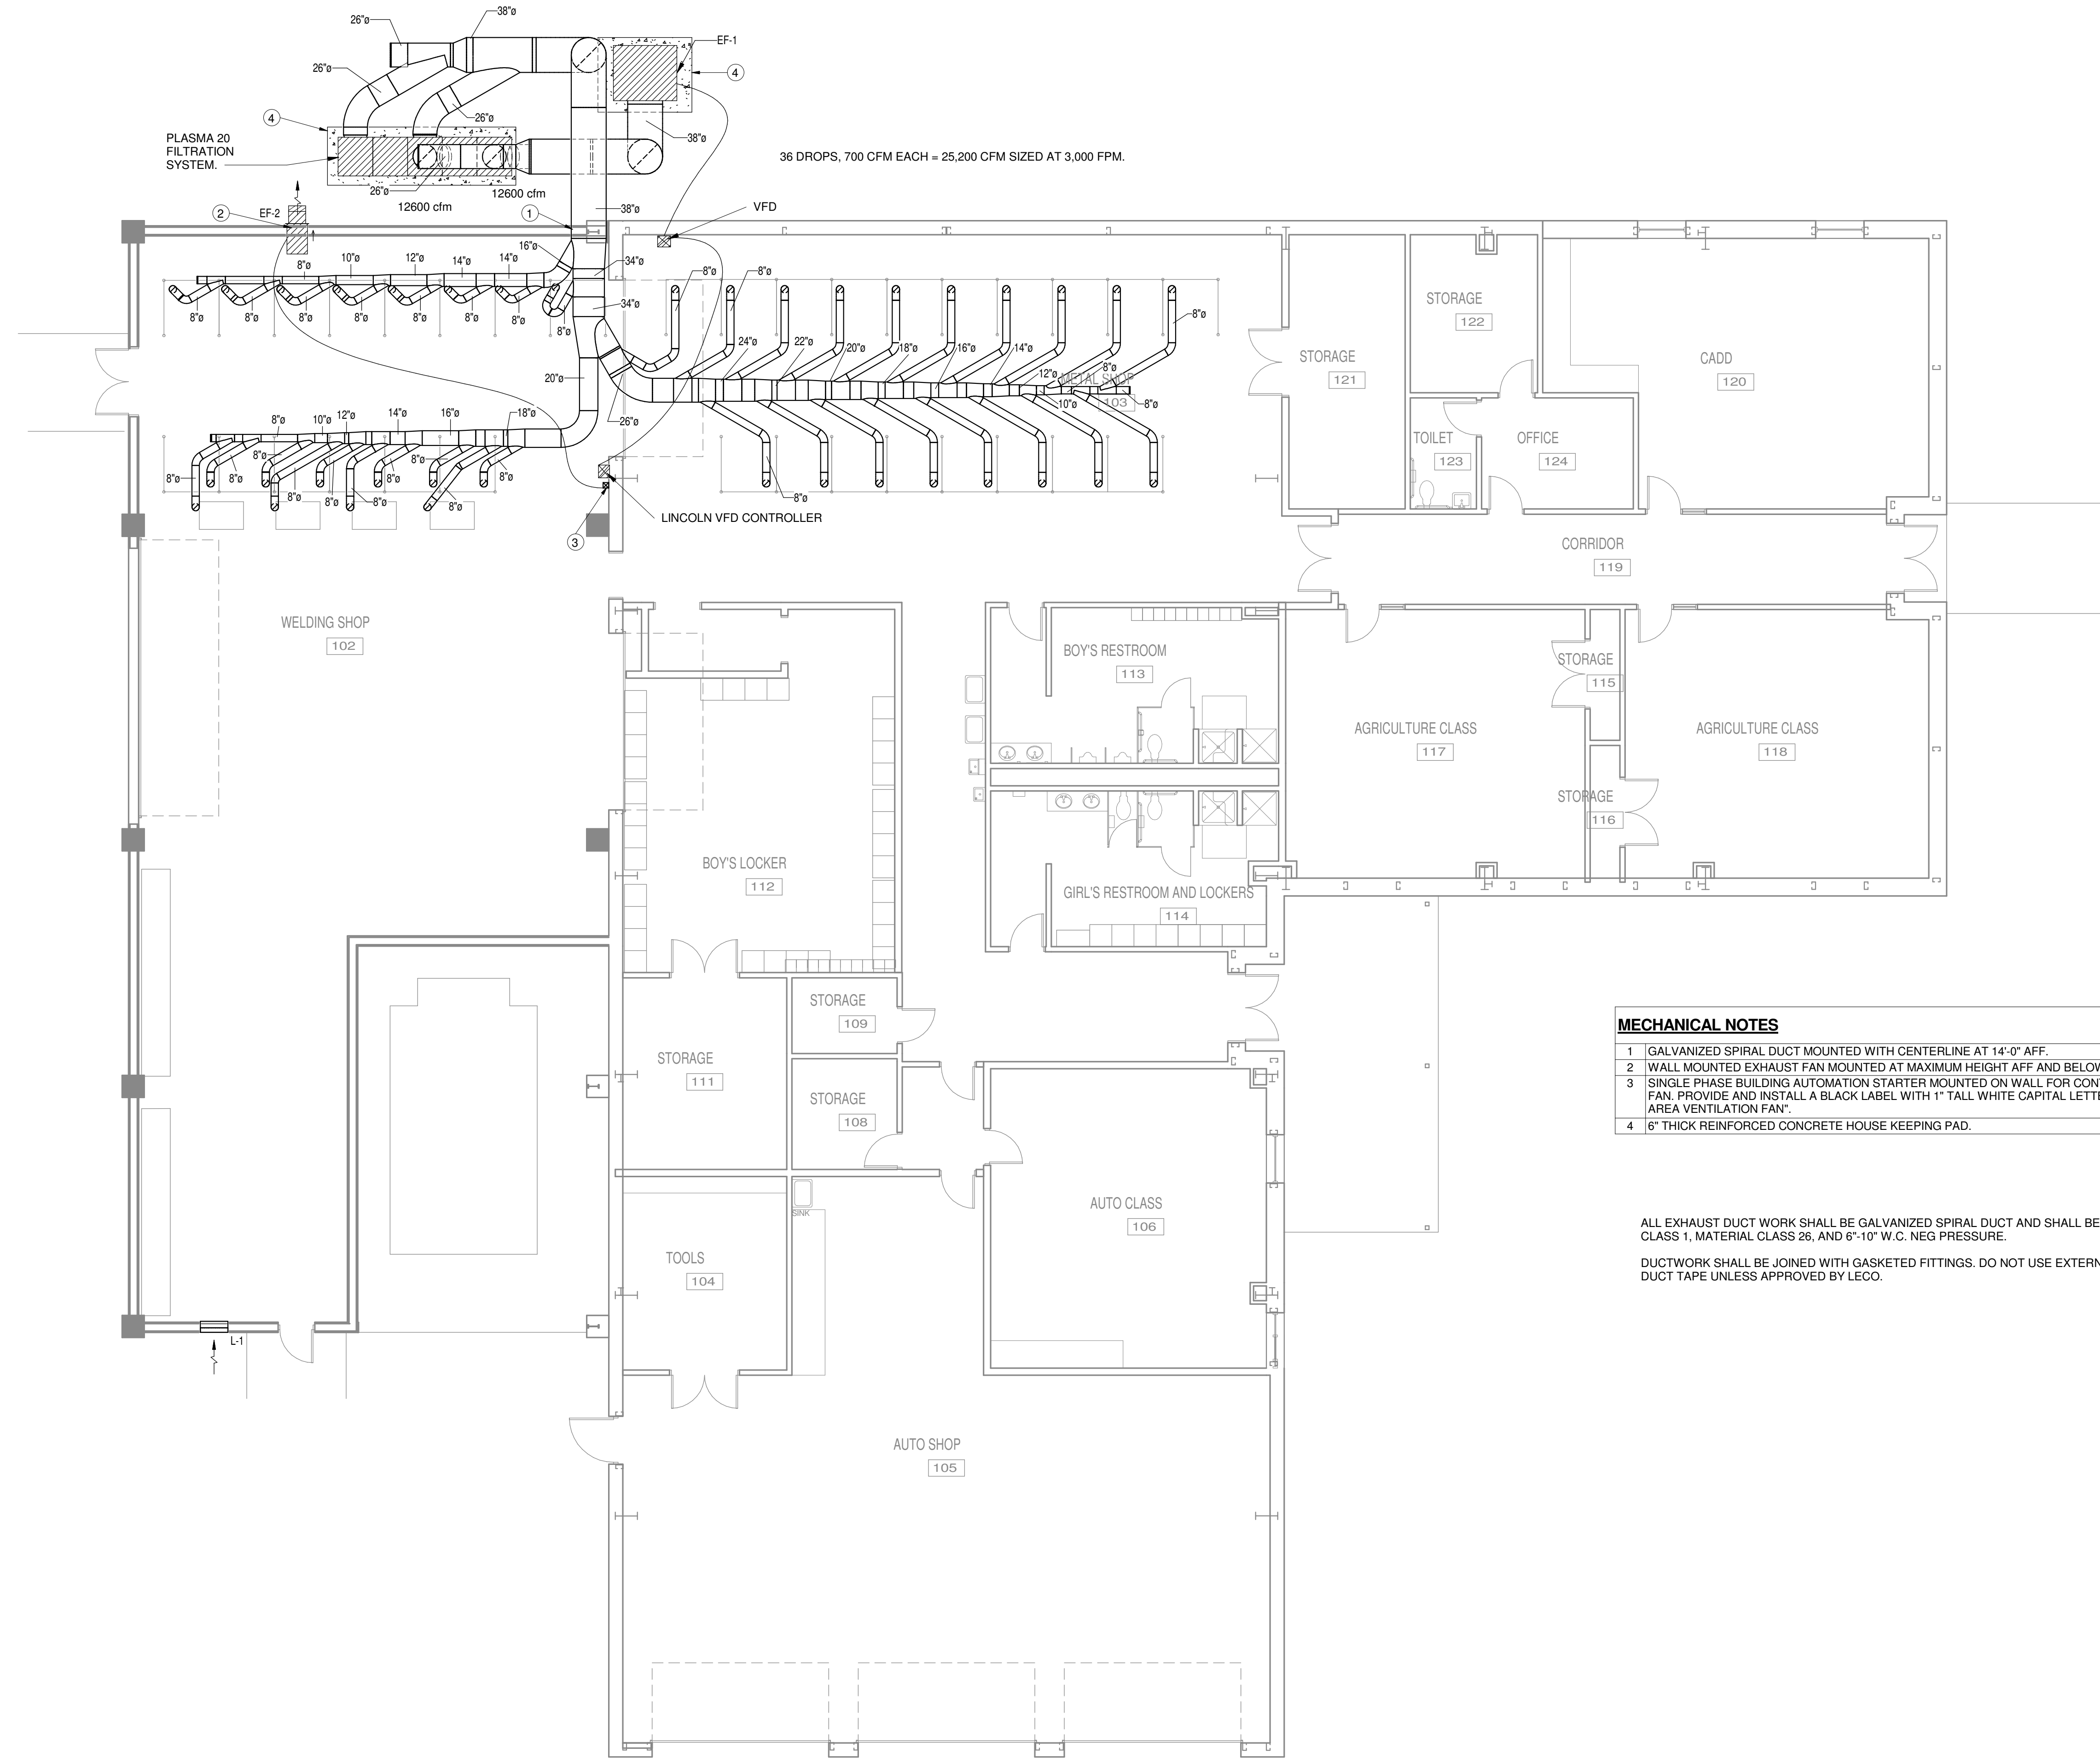 26"ø
38"ø
EF-1
4
26"ø
26"ø
4
38"ø
PLASMA 20
FILTRATION
SYSTEM.
36 DROPS, 700 CFM EACH = 25,200 CFM SIZED AT 3,000 FPM.
26"ø
12600 cfm
12600 cfm
2
EF-2
1
38"ø
VFD
16"ø
8"ø
10"ø
12"ø
14"ø
14"ø
34"ø
8"ø
8"ø
34"ø
8"ø
8"ø
8"ø
8"ø
8"ø
8"ø
8"ø
8"ø
8"ø
24"ø
22"ø
20"ø
18"ø
16"ø
14"ø
12"ø
8"ø
20"ø
METAL SHOP
103
10"ø
8"ø
26"ø
8"ø
10"ø
12"ø
14"ø
16"ø
18"ø
8"ø
8"ø
8"ø
8"ø
8"ø
8"ø
8"ø
8"ø
8"ø
8"ø
8"ø
8"ø
LINCOLN VFD CONTROLLER
3
STORAGE
122
STORAGE
121
CADD
120
TOILET
123
OFFICE
124
CORRIDOR
119
WELDING SHOP
102
BOY'S RESTROOM
113
STORAGE
115
AGRICULTURE CLASS
117
AGRICULTURE CLASS
118
STORAGE
116
BOY'S LOCKER
112
GIRL'S RESTROOM AND LOCKERS
114
STORAGE
109
STORAGE
111
STORAGE
108
MECHANICAL NOTES
1 GALVANIZED SPIRAL DUCT MOUNTED WITH CENTERLINE AT 14'-0" AFF.
2 WALL MOUNTED EXHAUST FAN MOUNTED AT MAXIMUM HEIGHT AFF AND BELOW
3 SINGLE PHASE BUILDING AUTOMATION STARTER MOUNTED ON WALL FOR CON
FAN. PROVIDE AND INSTALL A BLACK LABEL WITH 1" TALL WHITE CAPITAL LETTE
AREA VENTILATION FAN".
4 6" THICK REINFORCED CONCRETE HOUSE KEEPING PAD.
AUTO CLASS
106
SINK
TOOLS
104
ALL EXHAUST DUCT WORK SHALL BE GALVANIZED SPIRAL DUCT AND SHALL BE
CLASS 1, MATERIAL CLASS 26, AND 6"-10" W.C. NEG PRESSURE.
DUCTWORK SHALL BE JOINED WITH GASKETED FITTINGS. DO NOT USE EXTERN
DUCT TAPE UNLESS APPROVED BY LECO.
L-1
AUTO SHOP
105